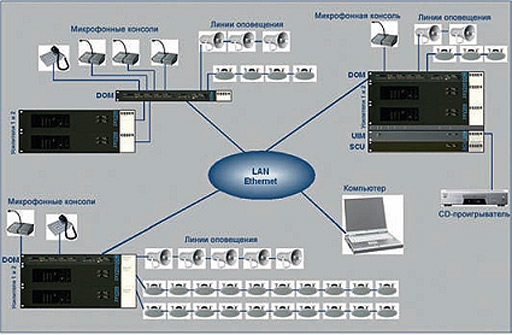 Микрофонные консоли
Линии оповещения
DOM
Усилители 1 и 2
Микрофонная консоль
Линии оповещения
DOM
Усилители 1 и 2
UIM
SCU
LAN
Ethernet
Компьютер
CD-проигрыватель
Микрофонные консоли
Линии оповещения
DOM
Усилители 1 и 2